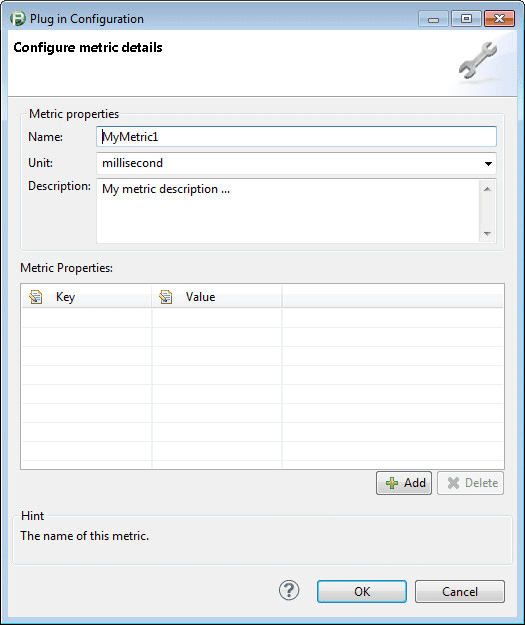 Plug in Configuration
Configure metric details
Metric properties
Name: MyMetric1
Unit: millisecond
Description: My metric description ...
Metric Properties:
Key Value
Add Delete
Hint
The name of this metric.
? OK Cancel